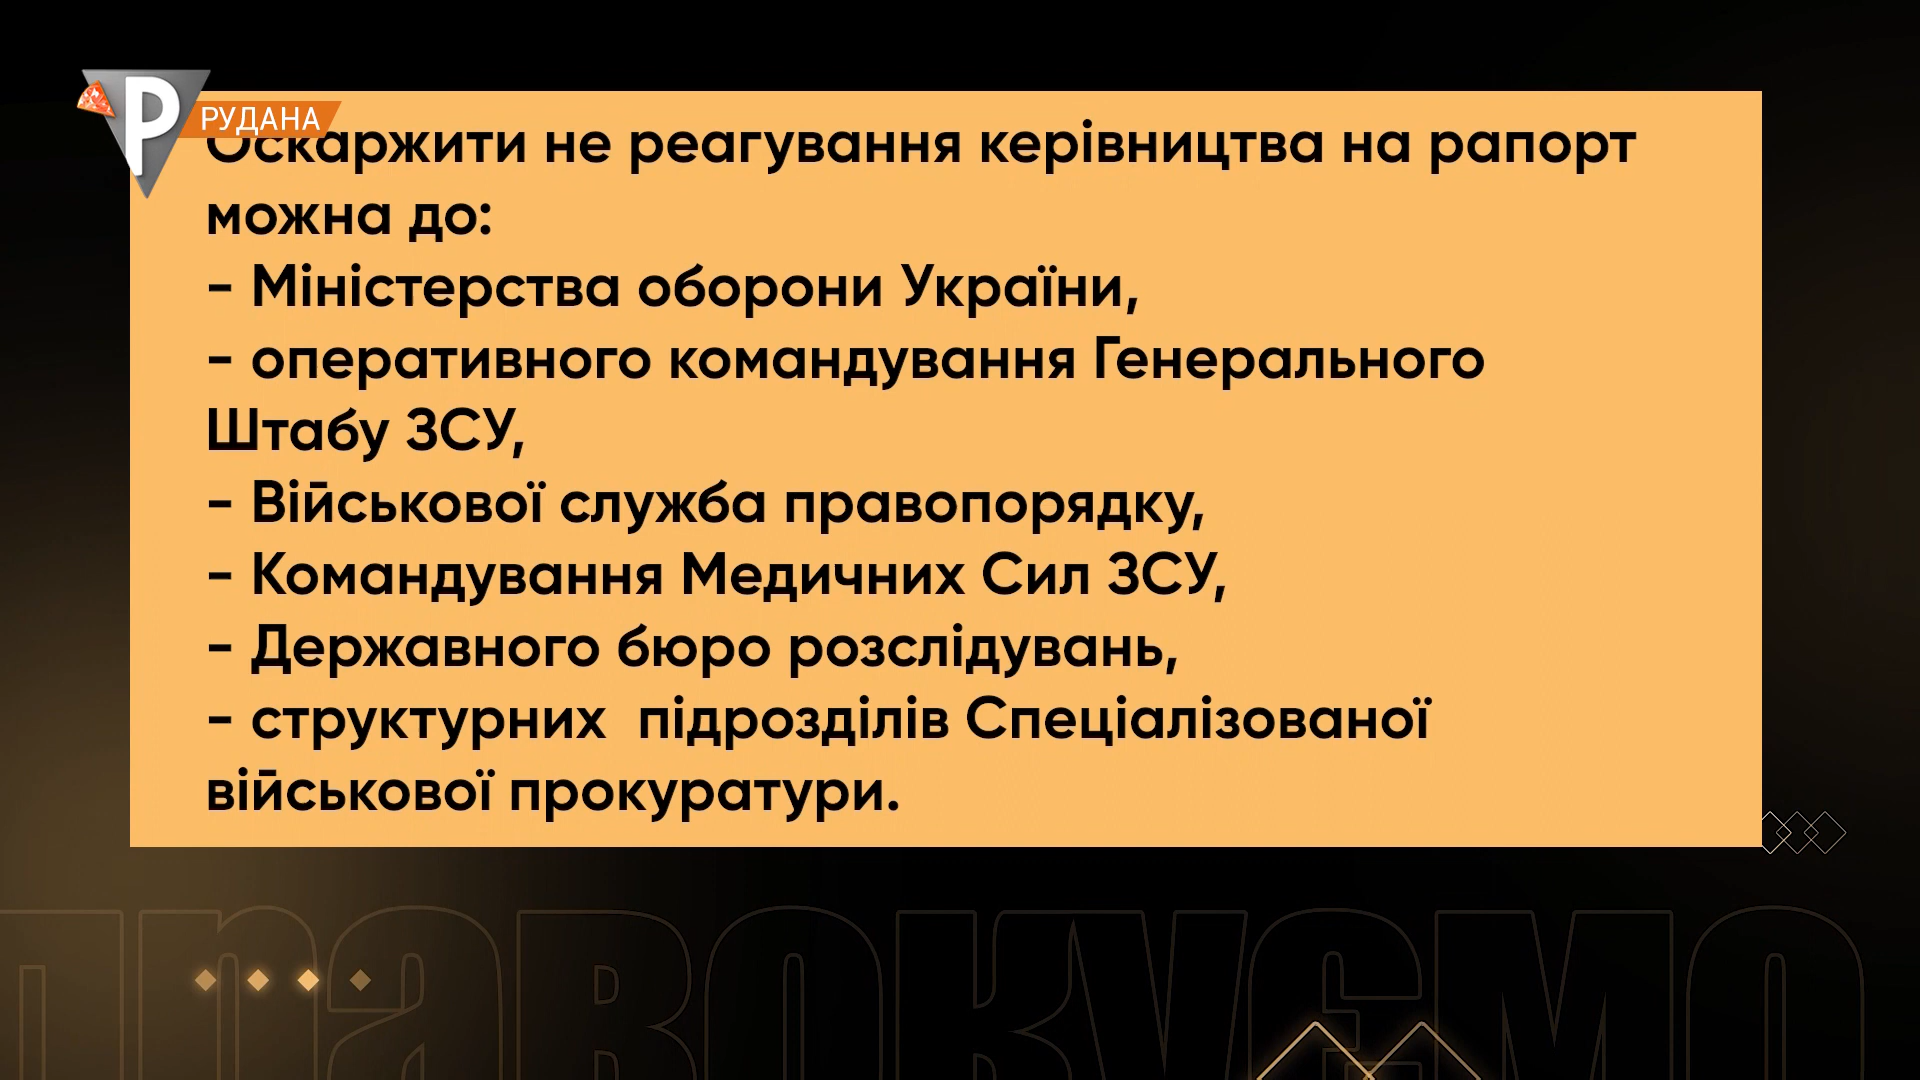 Р РУДАНА
Оскаржити не реагування керівництва на рапорт
можна до:
- Міністерства оборони України,
- оперативного командування Генерального
Штабу ЗСУ,
- Військової служба правопорядку,
- Командування Медичних Сил ЗСУ,
- Державного бюро розслідувань,
- структурних  підрозділів Спеціалізованої
військової прокуратури.
правокуємо